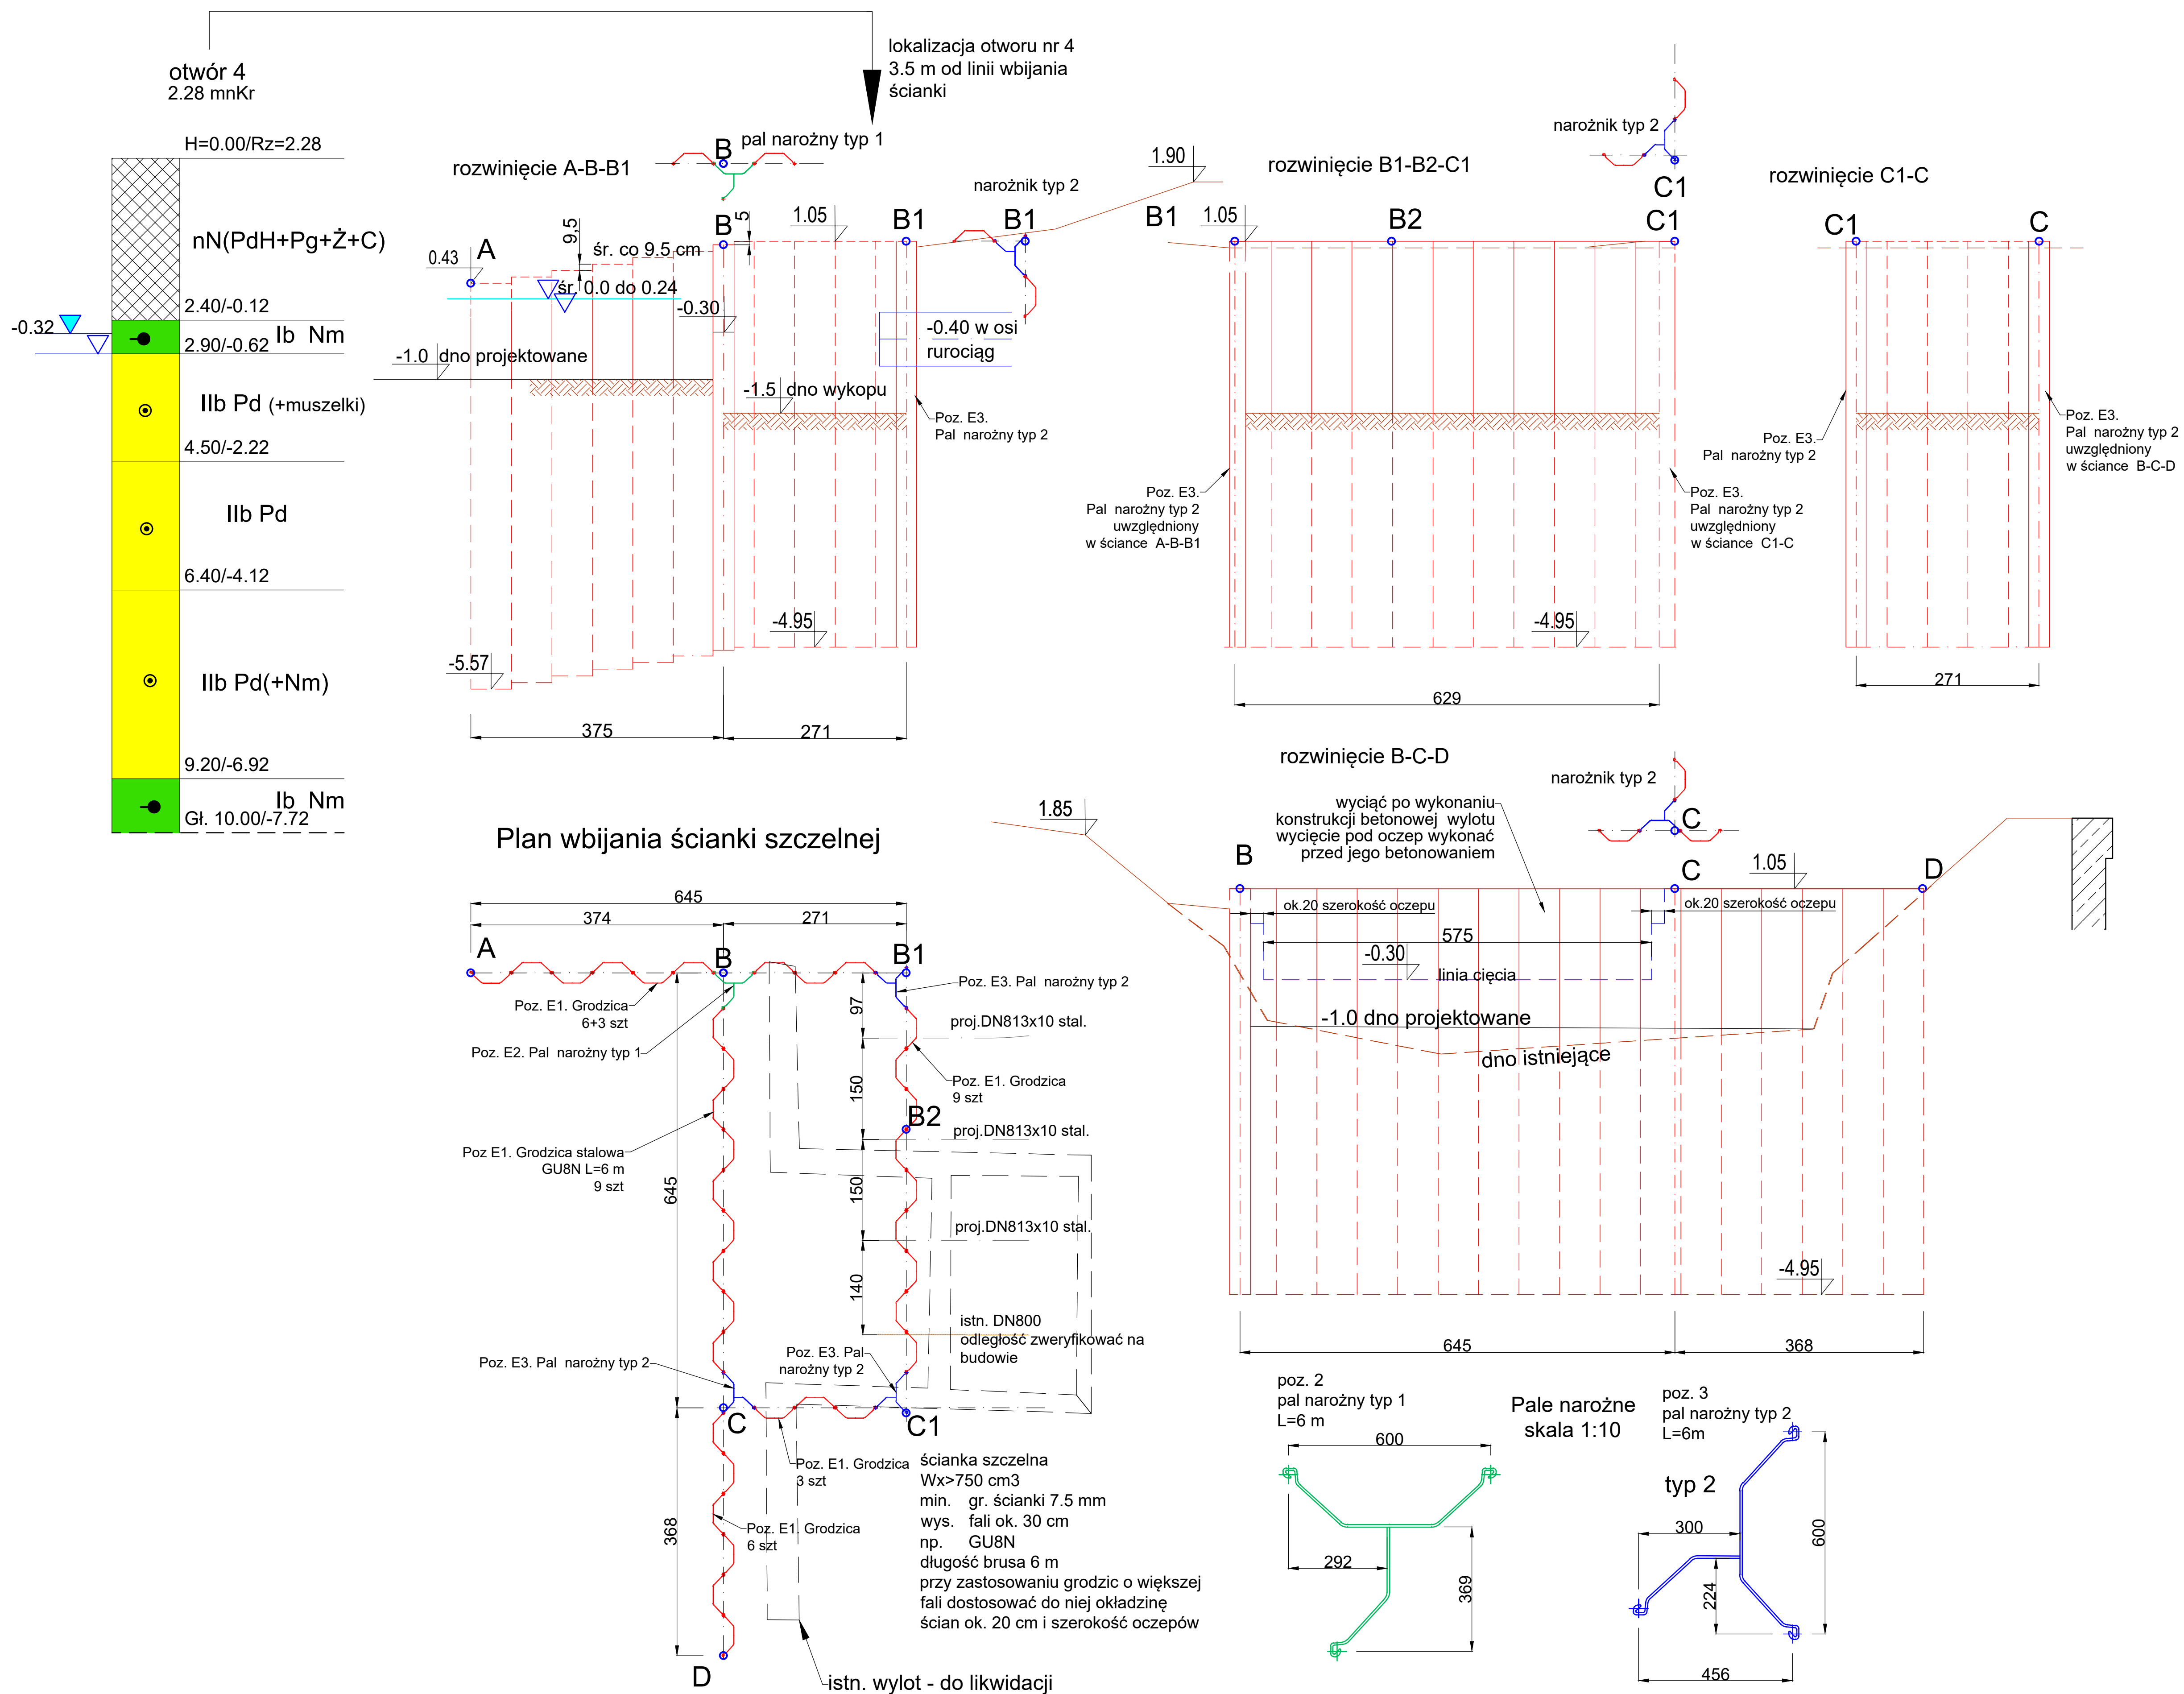 otwór 4
2.28 mnKr
lokalizacja otworu nr 4
3.5 m od linii wbijania
ścianki
H=0.00/Rz=2.28
nN(PdH+Pg+Ż+C)
2.40/-0.12
Ib Nm
-0.32
2.90/-0.62
IIb Pd (+muszelki)
4.50/-2.22
IIb Pd
6.40/-4.12
IIb Pd(+Nm)
9.20/-6.92
Ib Nm
Gł. 10.00/-7.72
rozwinięcie A-B-B1
B
pal narożny typ 1
narożnik typ 2
A
0.43
9,5
śr. co 9.5 cm
śr. 0.0 do 0.24
B
5
1.05
B1
B1
-0.30
-0.40 w osi
rurociąg
-1.0 dno projektowane
-1.5 dno wykopu
Poz. E3.
Pal narożny typ 2
-4.95
-5.57
375
271
1.90
rozwinięcie B1-B2-C1
narożnik typ 2
C1
B1
1.05
B2
C1
Poz. E3.
Pal narożny typ 2
uwzględniony
w ściance A-B-B1
-4.95
Poz. E3.
Pal narożny typ 2
uwzględniony
w ściance C1-C
629
rozwinięcie C1-C
C1
C
Poz. E3.
Pal narożny typ 2
Poz. E3.
Pal narożny typ 2
uwzględniony
w ściance B-C-D
271
Plan wbijania ścianki szczelnej
645
374
271
A
B
B1
Poz. E1. Grodzica
6+3 szt
Poz. E2. Pal narożny typ 1
Poz E1. Grodzica stalowa
GU8N L=6 m
9 szt
97
150
150
140
645
368
Poz. E3. Pal narożny typ 2
proj.DN813x10 stal.
Poz. E1. Grodzica
9 szt
B2
proj.DN813x10 stal.
proj.DN813x10 stal.
istn. DN800
odległość zweryfikować na
budowie
Poz. E3. Pal narożny typ 2
Poz. E3. Pal
narożny typ 2
C
C1
Poz. E1. Grodzica
3 szt
Poz. E1. Grodzica
6 szt
D
istn. wylot - do likwidacji
ścianka szczelna
Wx>750 cm3
min. gr. ścianki 7.5 mm
wys. fali ok. 30 cm
np. GU8N
długość brusa 6 m
przy zastosowaniu grodzic o większej
fali dostosować do niej okładzinę
ścian ok. 20 cm i szerokość oczepów
rozwinięcie B-C-D
narożnik typ 2
C
1.85
wyciąć po wykonaniu
konstrukcji betonowej wylotu
wycięcie pod oczep wykonać
przed jego betonowaniem
B
C
1.05
D
ok.20 szerokość oczepu
ok.20 szerokość oczepu
575
-0.30
linia cięcia
-1.0 dno projektowane
dno istniejące
-4.95
645
368
poz. 2
pal narożny typ 1
L=6 m
600
292
369
Pale narożne
skala 1:10
poz. 3
pal narożny typ 2
L=6m
typ 2
300
600
224
456